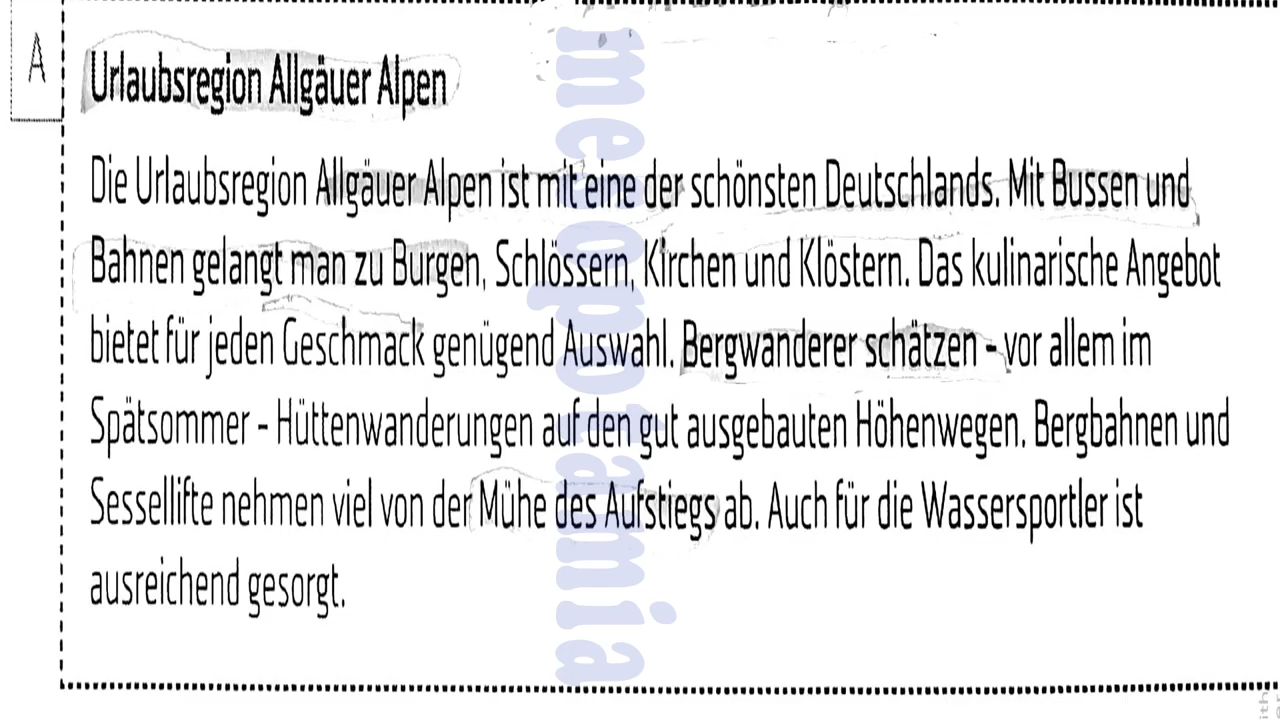 A
Urlaubsregion Allgäuer Alpen
Die Urlaubsregion Allgäuer Alpen ist mit eine der schönsten Deutschlands. Mit Bussen und
Bahnen gelangt man zu Burgen, Schlössern, Kirchen und Klöstern. Das kulinarische Angebot
bietet für jeden Geschmack genügend Auswahl. Bergwanderer schätzen - vor allem im
Spätsommer - Hüttenwanderungen auf den gut ausgebauten Höhenwegen. Bergbahnen und
Sessellifte nehmen viel von der Mühe des Aufstiegs ab. Auch für die Wassersportler ist
ausreichend gesorgt.
mesopotamia